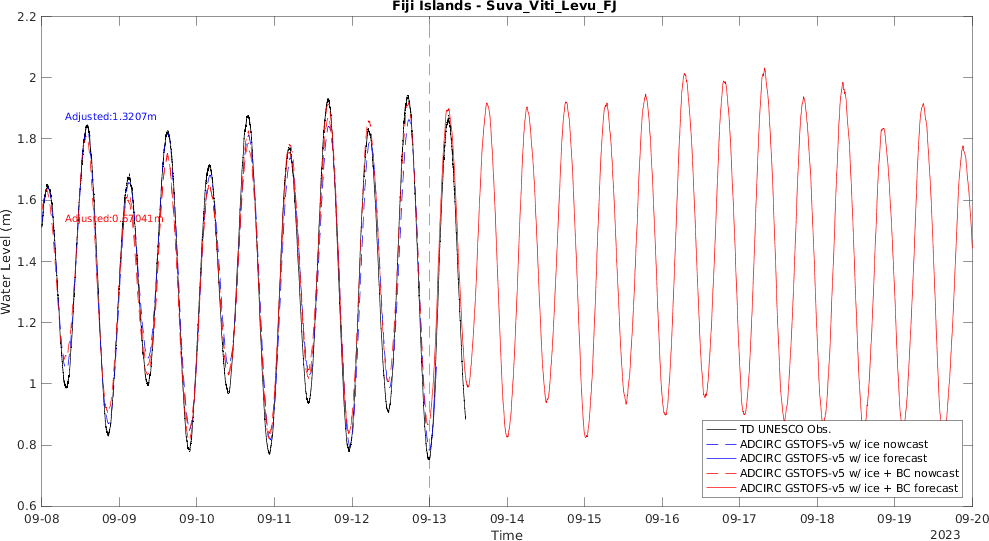 Fiji Islands - Suva_Viti_Levu_FJ
2.2
2
1.8
1.6
1.4
1.2
1
0.8
0.6
Water Level (m)
Adjusted:1.3207m
Adjusted:0.67041m
TD UNESCO Obs.
ADCIRC GSTOFS-v5 w/ ice nowcast
ADCIRC GSTOFS-v5 w/ ice forecast
ADCIRC GSTOFS-v5 w/ ice + BC nowcast
ADCIRC GSTOFS-v5 w/ ice + BC forecast
09-08 09-09 09-10 09-11 09-12 09-13 09-14 09-15 09-16 09-17 09-18 09-19 09-20
Time
2023